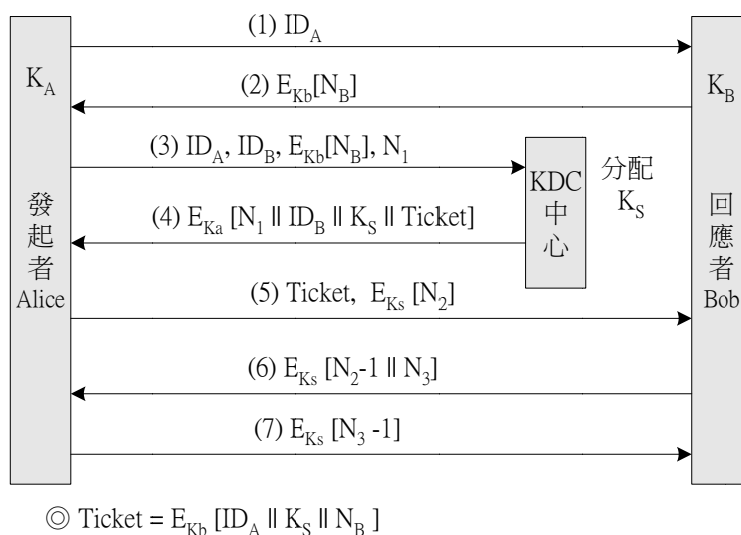 (1) ID_A
K_A
K_B
(2) E_Kb[N_B]
(3) ID_A, ID_B, E_Kb[N_B], N_1
KDC
中
心
分配
K_S
(4) E_Ka [N_1 || ID_B || K_S || Ticket]
發
起
者
Alice
回
應
者
Bob
(5) Ticket, E_Ks [N_2]
(6) E_Ks [N_2-1 || N_3]
(7) E_Ks [N_3 -1]
◎ Ticket = E_Kb [ID_A || K_S || N_B ]